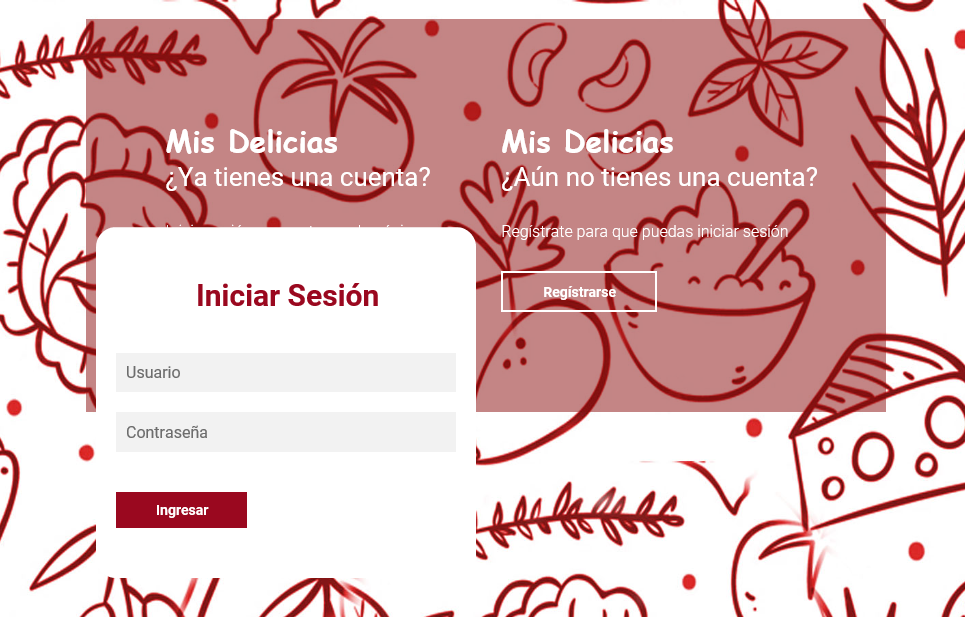 Mis Delicias
¿Ya tienes una cuenta?
Mis Delicias
¿Aún no tienes una cuenta?
Regístrate para que puedas iniciar sesión
Regístrarse
Iniciar Sesión
Usuario
Contraseña
Ingresar